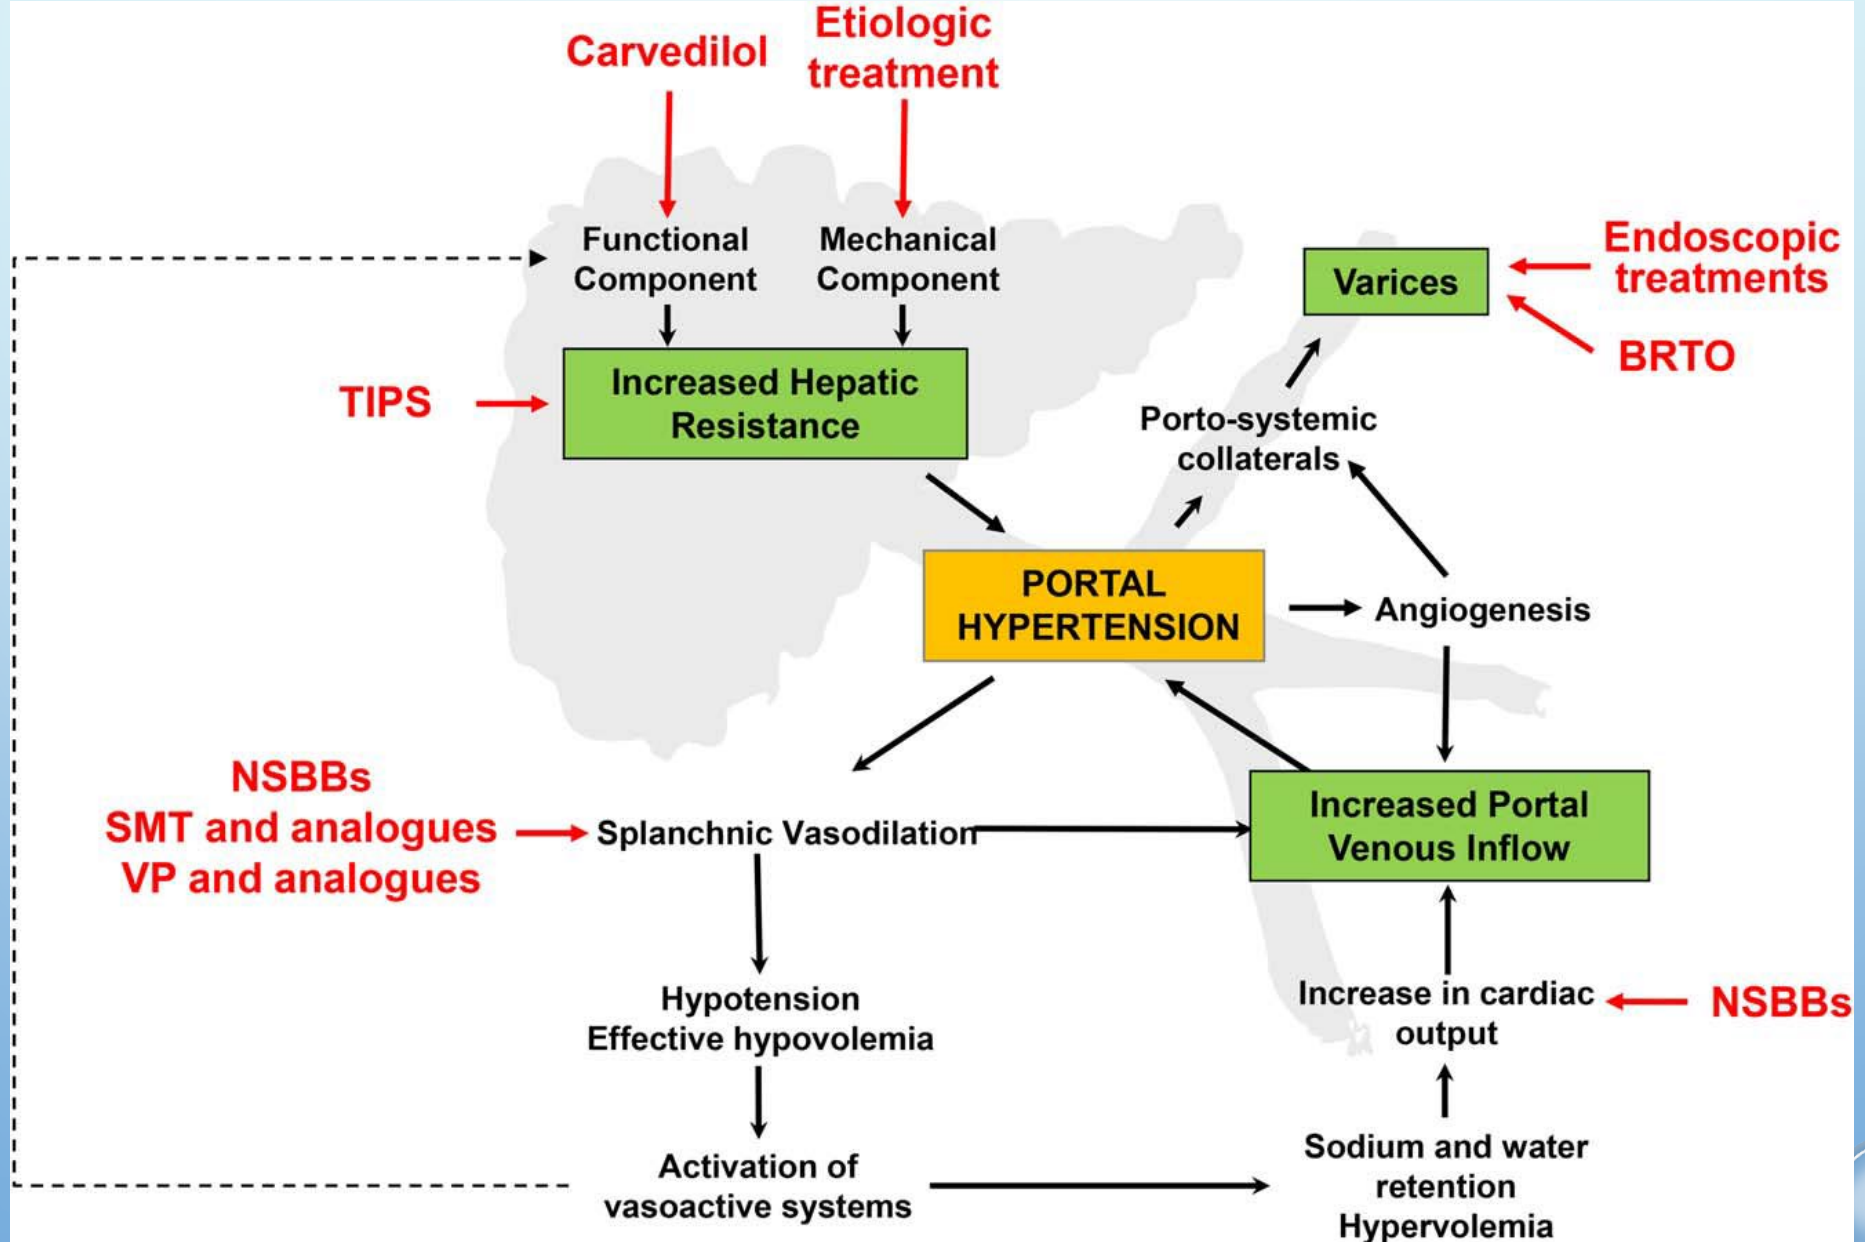 Carvedilol
Etiologic
treatment
Functional
Component
Mechanical
Component
Endoscopic
treatments
Varices
BRTO
TIPS
Increased Hepatic
Resistance
Porto-systemic
collaterals
PORTAL
HYPERTENSION
Angiogenesis
NSBBs
SMT and analogues
VP and analogues
Splanchnic Vasodilation
Increased Portal
Venous Inflow
Hypotension
Effective hypovolemia
Increase in cardiac
output
NSBBs
Activation of
vasoactive systems
Sodium and water
retention
Hypervolemia